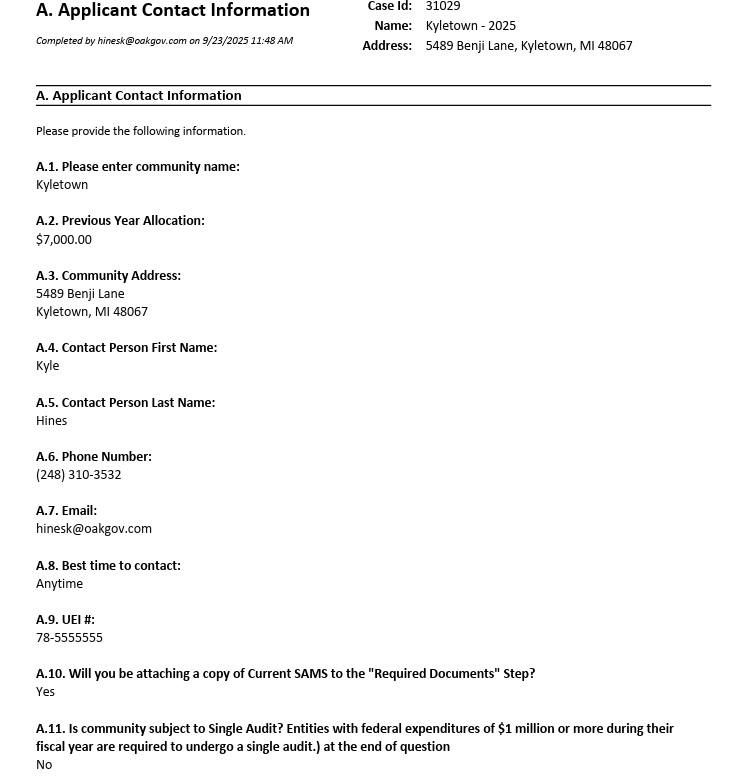 A. Applicant Contact Information
Completed by hinesk@oakgov.com on 9/23/2025 11:48 AM
Case Id: 31029
Name: Kyletown - 2025
Address: 5489 Benji Lane, Kyletown, MI 48067
A. Applicant Contact Information
Please provide the following information.
A.1. Please enter community name:
Kyletown
A.2. Previous Year Allocation:
$7,000.00
A.3. Community Address:
5489 Benji Lane
Kyletown, MI 48067
A.4. Contact Person First Name:
Kyle
A.5. Contact Person Last Name:
Hines
A.6. Phone Number:
(248) 310-3532
A.7. Email:
hinesk@oakgov.com
A.8. Best time to contact:
Anytime
A.9. UEI #:
78-5555555
A.10. Will you be attaching a copy of Current SAMS to the "Required Documents" Step?
Yes
A.11. Is community subject to Single Audit? Entities with federal expenditures of $1 million or more during their
fiscal year are required to undergo a single audit.) at the end of question
No